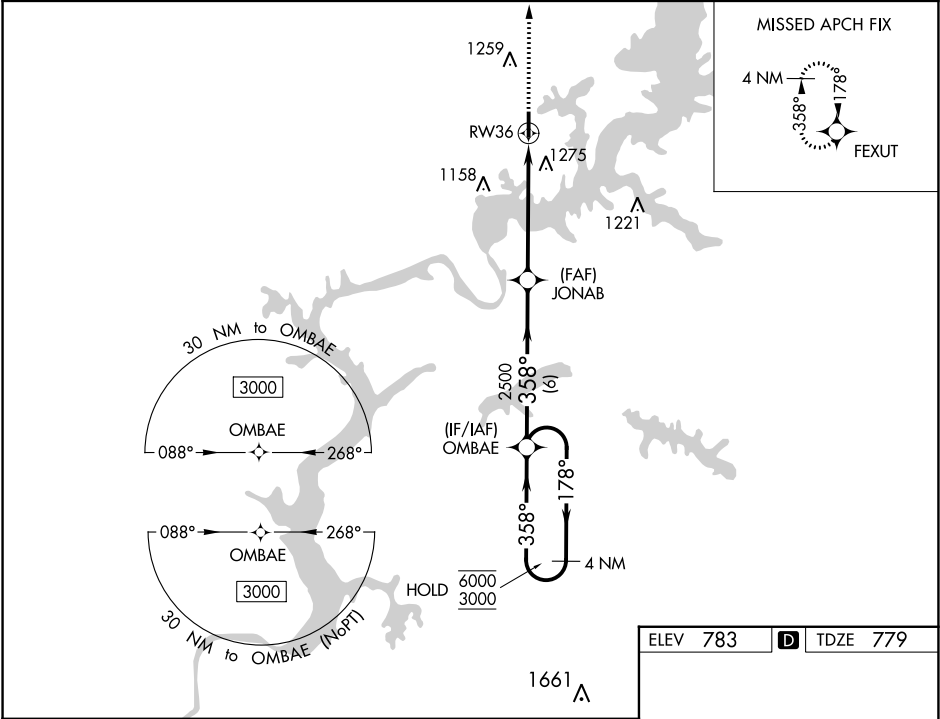 MISSED APCH FIX
4 NM
358°
178°
FEXUT
1259
RW36
1275
1158
1221
(FAF)
JONAB
30 NM to OMBAE
3000
OMBAE
088°
268°
2500
358°
(6)
(IF/IAF)
OMBAE
178°
358°
4 NM
HOLD
6000
3000
088°
268°
OMBAE
3000
30 NM to OMBAE (NoPT)
1661
ELEV 783 D TDZE 779